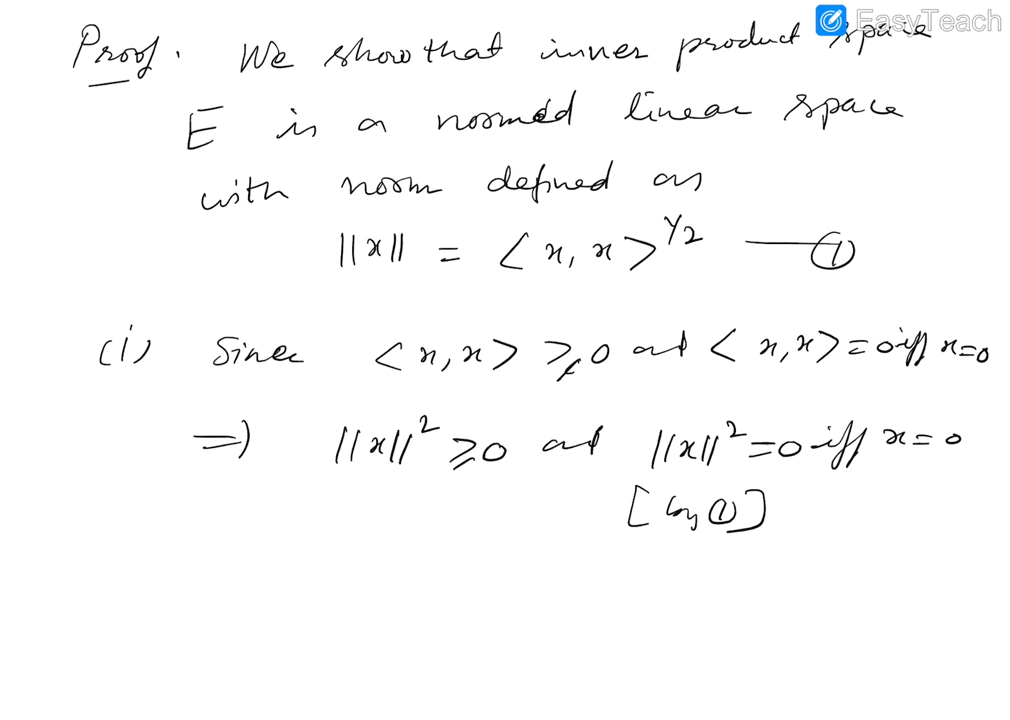 EasyTeach
Proof. We show that inner product space
E is a normed linear space
with norm defined as
||x|| = <x, x>^1/2 —— ①
(i) Since <x, x> ≥ 0 and <x, x> = 0 iff x=0
⇒ ||x||² ≥ 0 and ||x||² = 0 iff x = 0
[by ①]